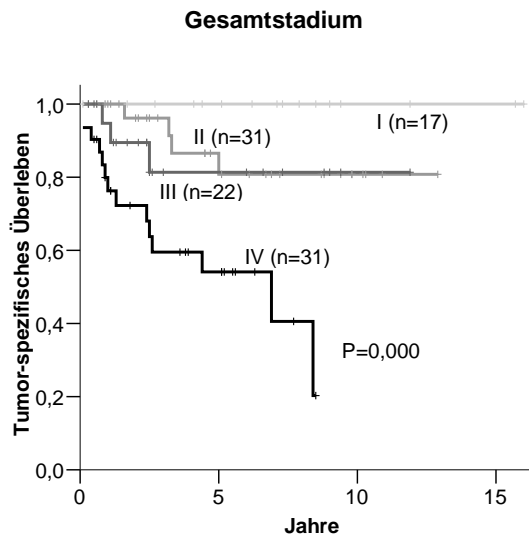 Gesamtstadium
Tumor-spezifisches Überleben
1,0
0,8
0,6
0,4
0,2
0,0
I (n=17)
II (n=31)
III (n=22)
IV (n=31)
P=0,000
0
5
10
15
Jahre